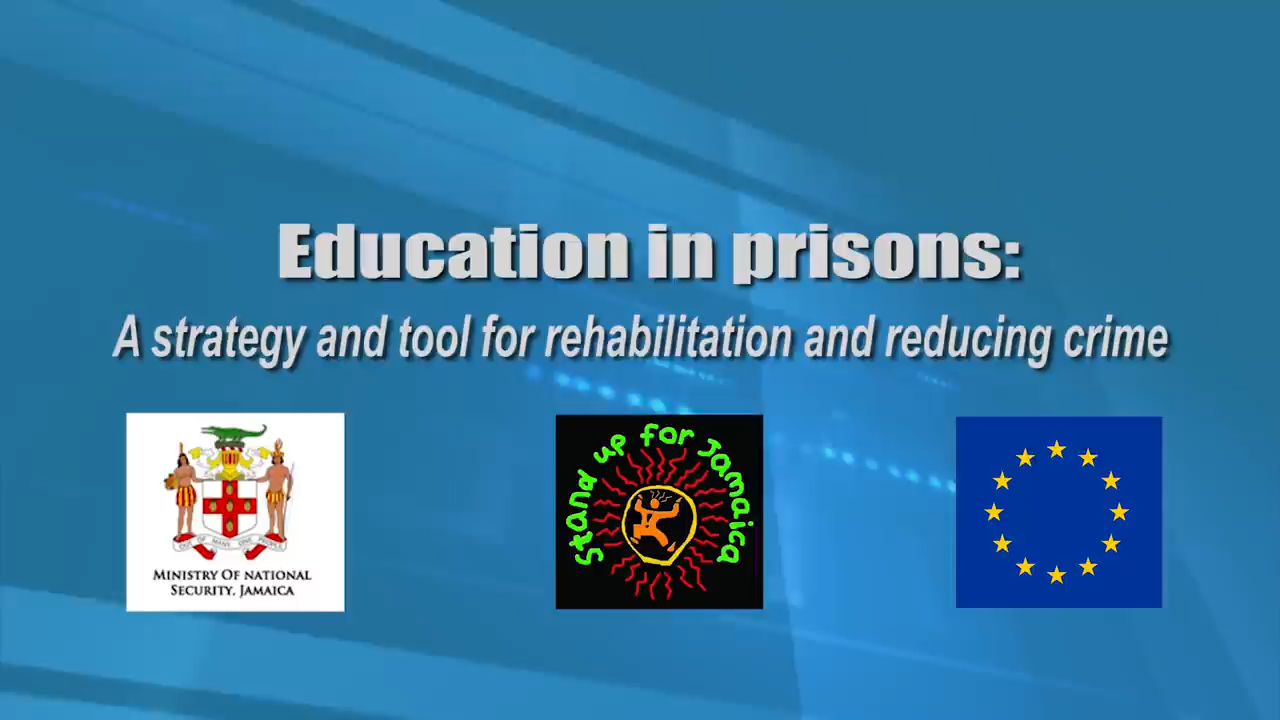 Education in prisons:
A strategy and tool for rehabilitation and reducing crime
OUT OF MANY, ONE PEOPLE
MINISTRY OF NATIONAL
SECURITY, JAMAICA
Stand up for Jamaica